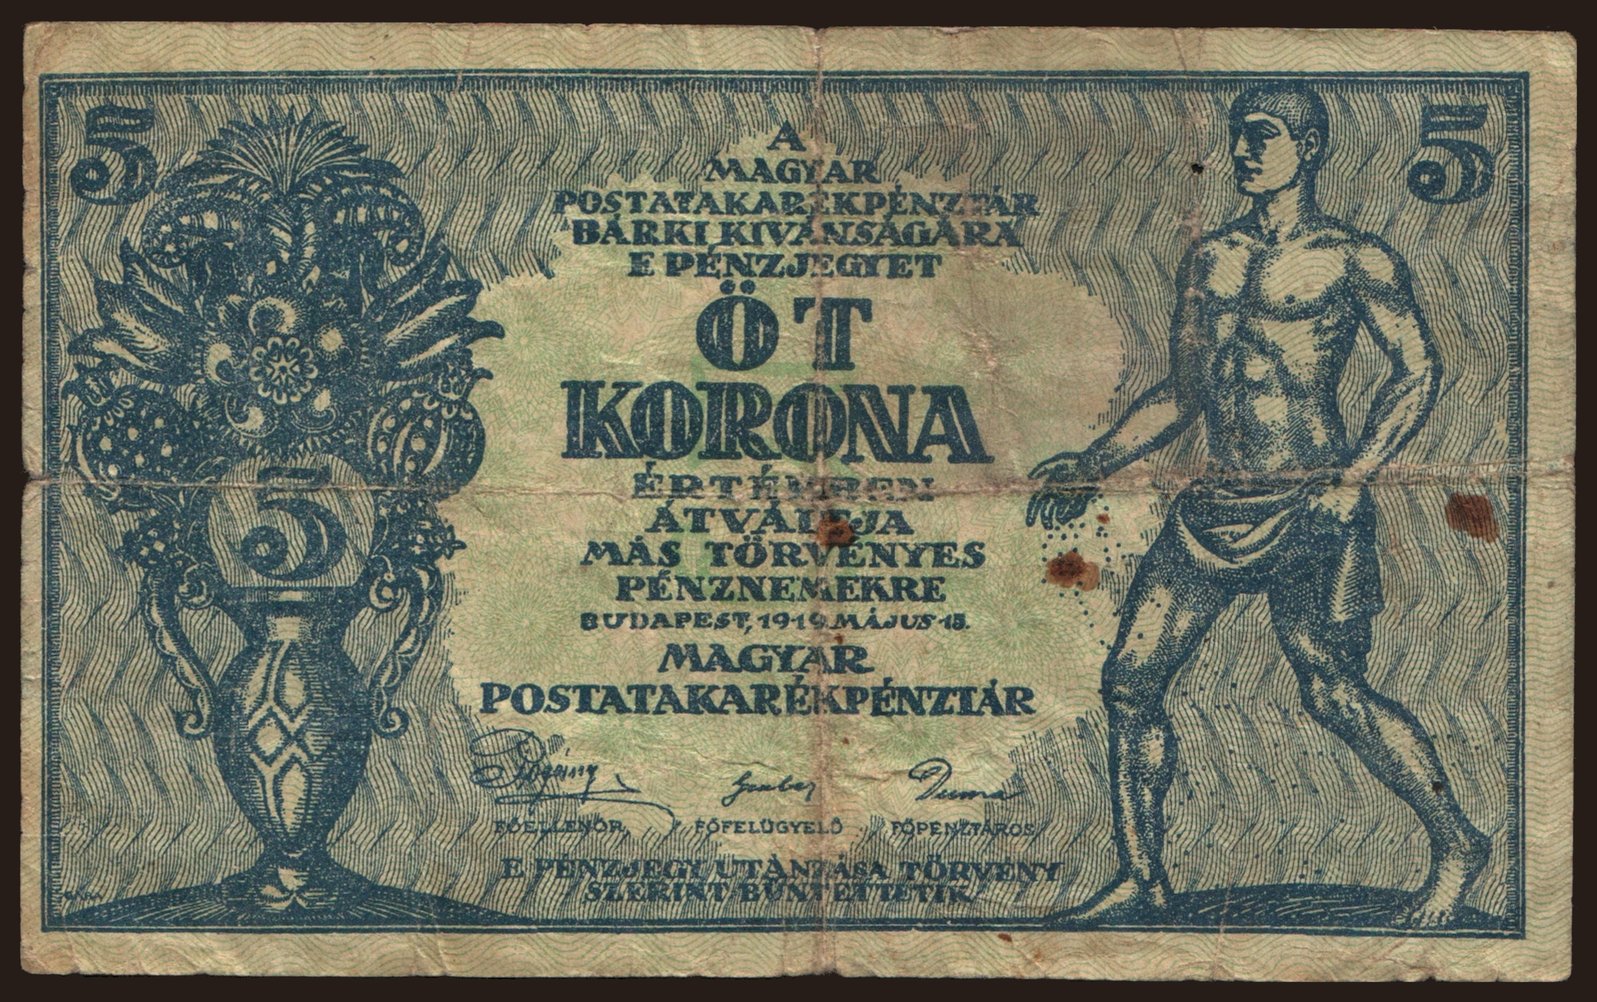 5
5
A
MAGYAR
POSTATAKARÉKPÉNZTÁR
BÁRKI KIVÁNSÁGÁRA
E PÉNZJEGYET
ÖT
KORONA
ÉRTÉKBEN
ÁTVÁLTJA
MÁS TÖRVÉNYES
PÉNZNEMEKRE
BUDAPEST, 1919. MÁJUS 15.
MAGYAR
POSTATAKARÉKPÉNZTÁR
5
FŐELLENŐR
FŐFELÜGYELŐ
FŐPÉNZTÁROS
E PÉNZJEGY UTÁNZÁSA TÖRVÉNY
SZERINT BÜNTETTETIK